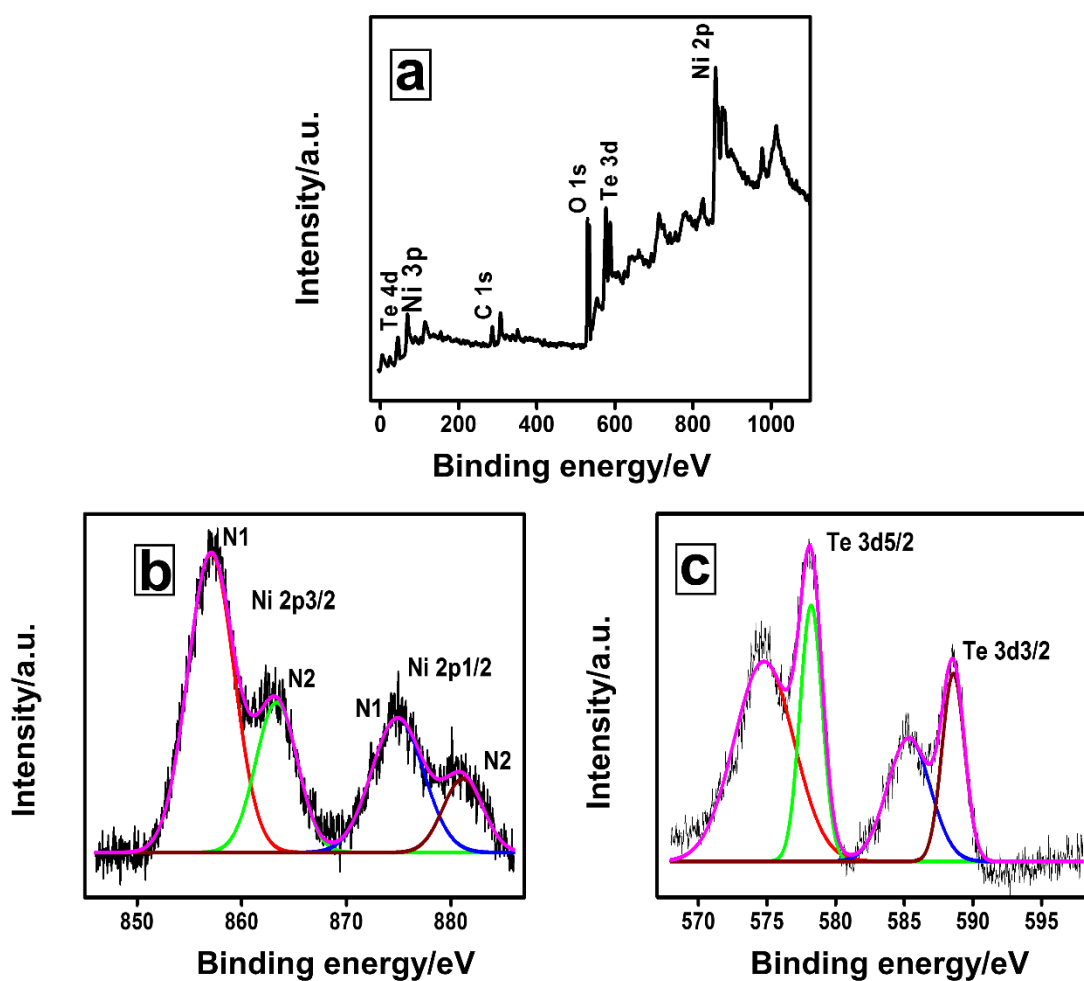 a
Intensity/a.u.
Te 4d
Ni 3p
C 1s
O 1s
Te 3d
Ni 2p
0 200 400 600 800 1000
Binding energy/eV
b
Intensity/a.u.
N1
Ni 2p3/2
N2
Ni 2p1/2
N1
N2
850 860 870 880
Binding energy/eV
c
Intensity/a.u.
Te 3d5/2
Te 3d3/2
570 575 580 585 590 595
Binding energy/eV